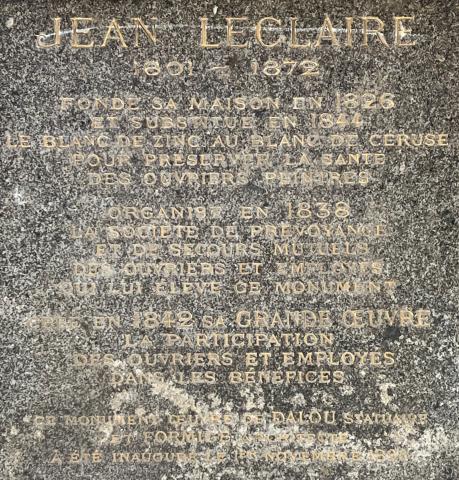 JEAN LECLAIRE
1801 - 1872
FONDE SA MAISON EN 1826
ET SUBSTITUE EN 1844
LE BLANC DE ZINC AU BLANC DE CERUSE
POUR PRESERVER LA SANTE
DES OUVRIERS PEINTRES
ORGANISE EN 1838
LA SOCIETE DE PREVOYANCE
ET DE SECOURS MUTUELS
DES OUVRIERS ET EMPLOYES
QUI LUI ELEVE CE MONUMENT
CREE EN 1842 SA GRANDE ŒUVRE
LA PARTICIPATION
DES OUVRIERS ET EMPLOYES
DANS LES BENEFICES
CE MONUMENT ŒUVRE DE DALOU STATUAIRE
ET FORMIGE ARCHITECTE
A ÉTÉ INAUGURE LE 1ER NOVEMBRE